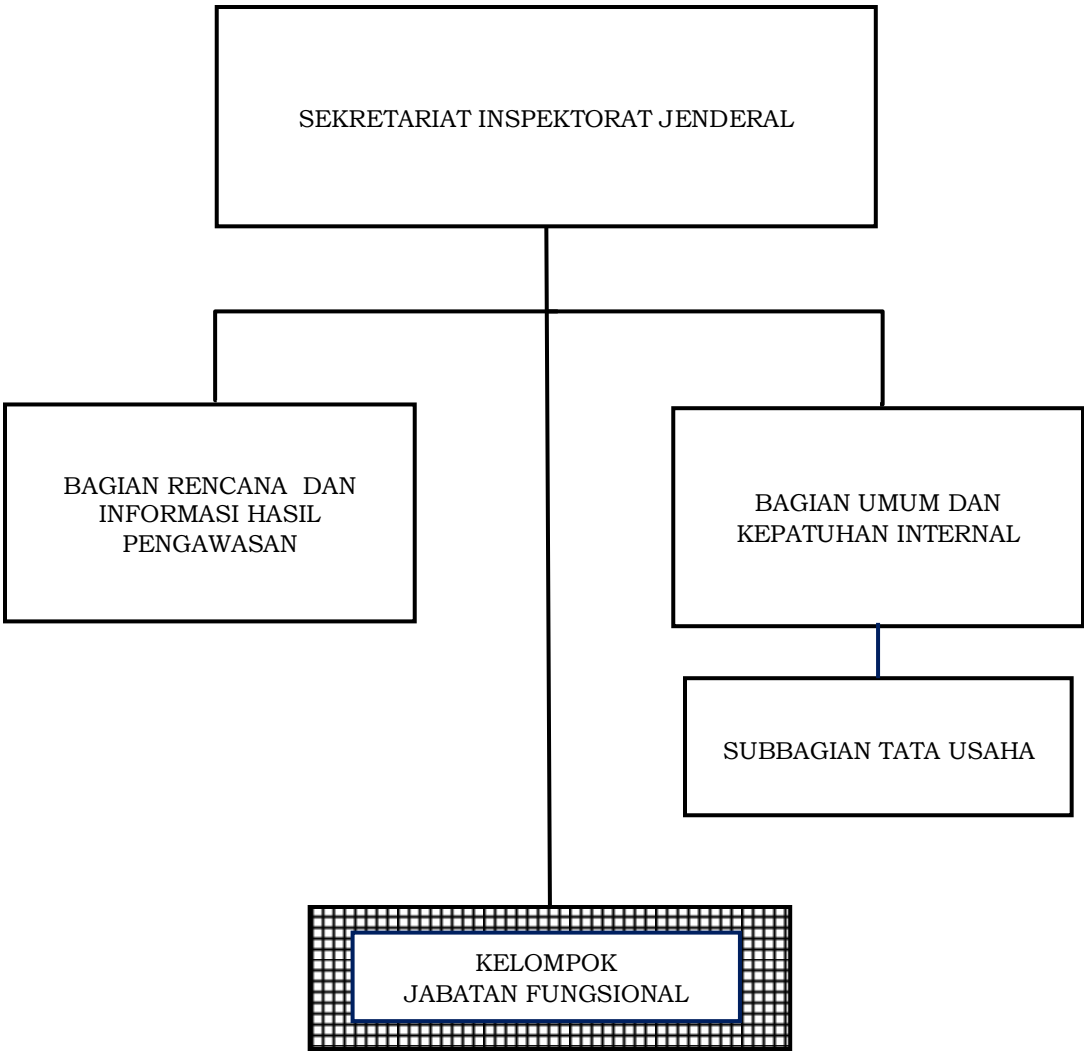 SEKRETARIAT INSPEKTORAT JENDERAL
BAGIAN RENCANA DAN
INFORMASI HASIL
PENGAWASAN
BAGIAN UMUM DAN
KEPATUHAN INTERNAL
SUBBAGIAN TATA USAHA
KELOMPOK
JABATAN FUNGSIONAL